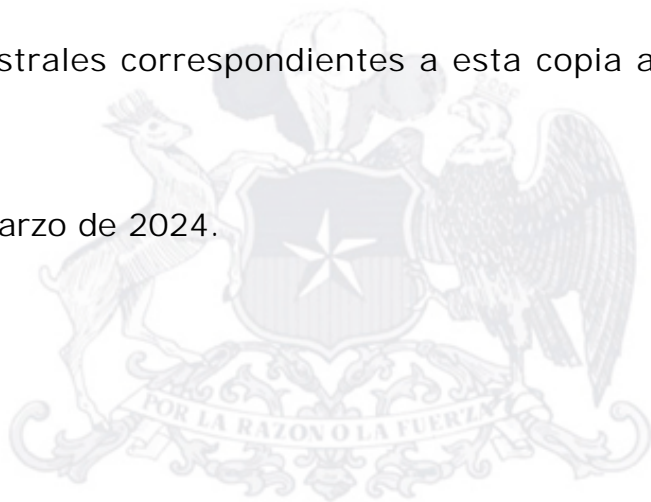 strales correspondientes a esta copia a
arzo de 2024.
POR LA RAZON O LA FUERZA